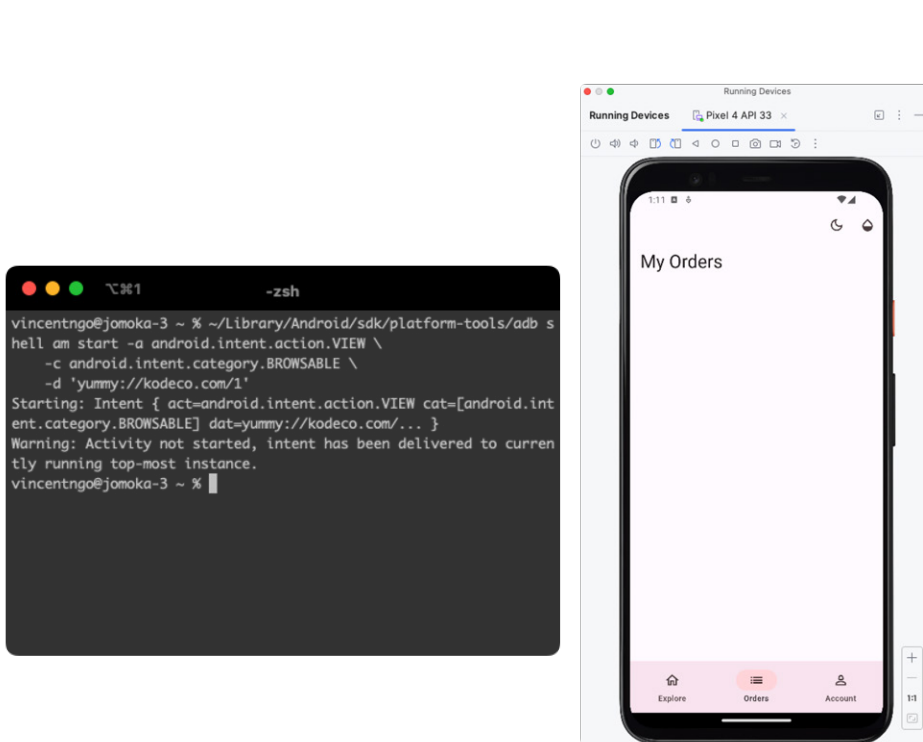 ⌥⌘1
-zsh
vincentngo@jomoka-3 ~ % ~/Library/Android/sdk/platform-tools/adb s
hell am start -a android.intent.action.VIEW \
    -c android.intent.category.BROWSABLE \
    -d 'yummy://kodeco.com/1'
Starting: Intent { act=android.intent.action.VIEW cat=[android.int
ent.category.BROWSABLE] dat=yummy://kodeco.com/... }
Warning: Activity not started, intent has been delivered to curren
tly running top-most instance.
vincentngo@jomoka-3 ~ %
Running Devices
Running Devices Pixel 4 API 33
1:11
My Orders
Explore Orders Account
1:1